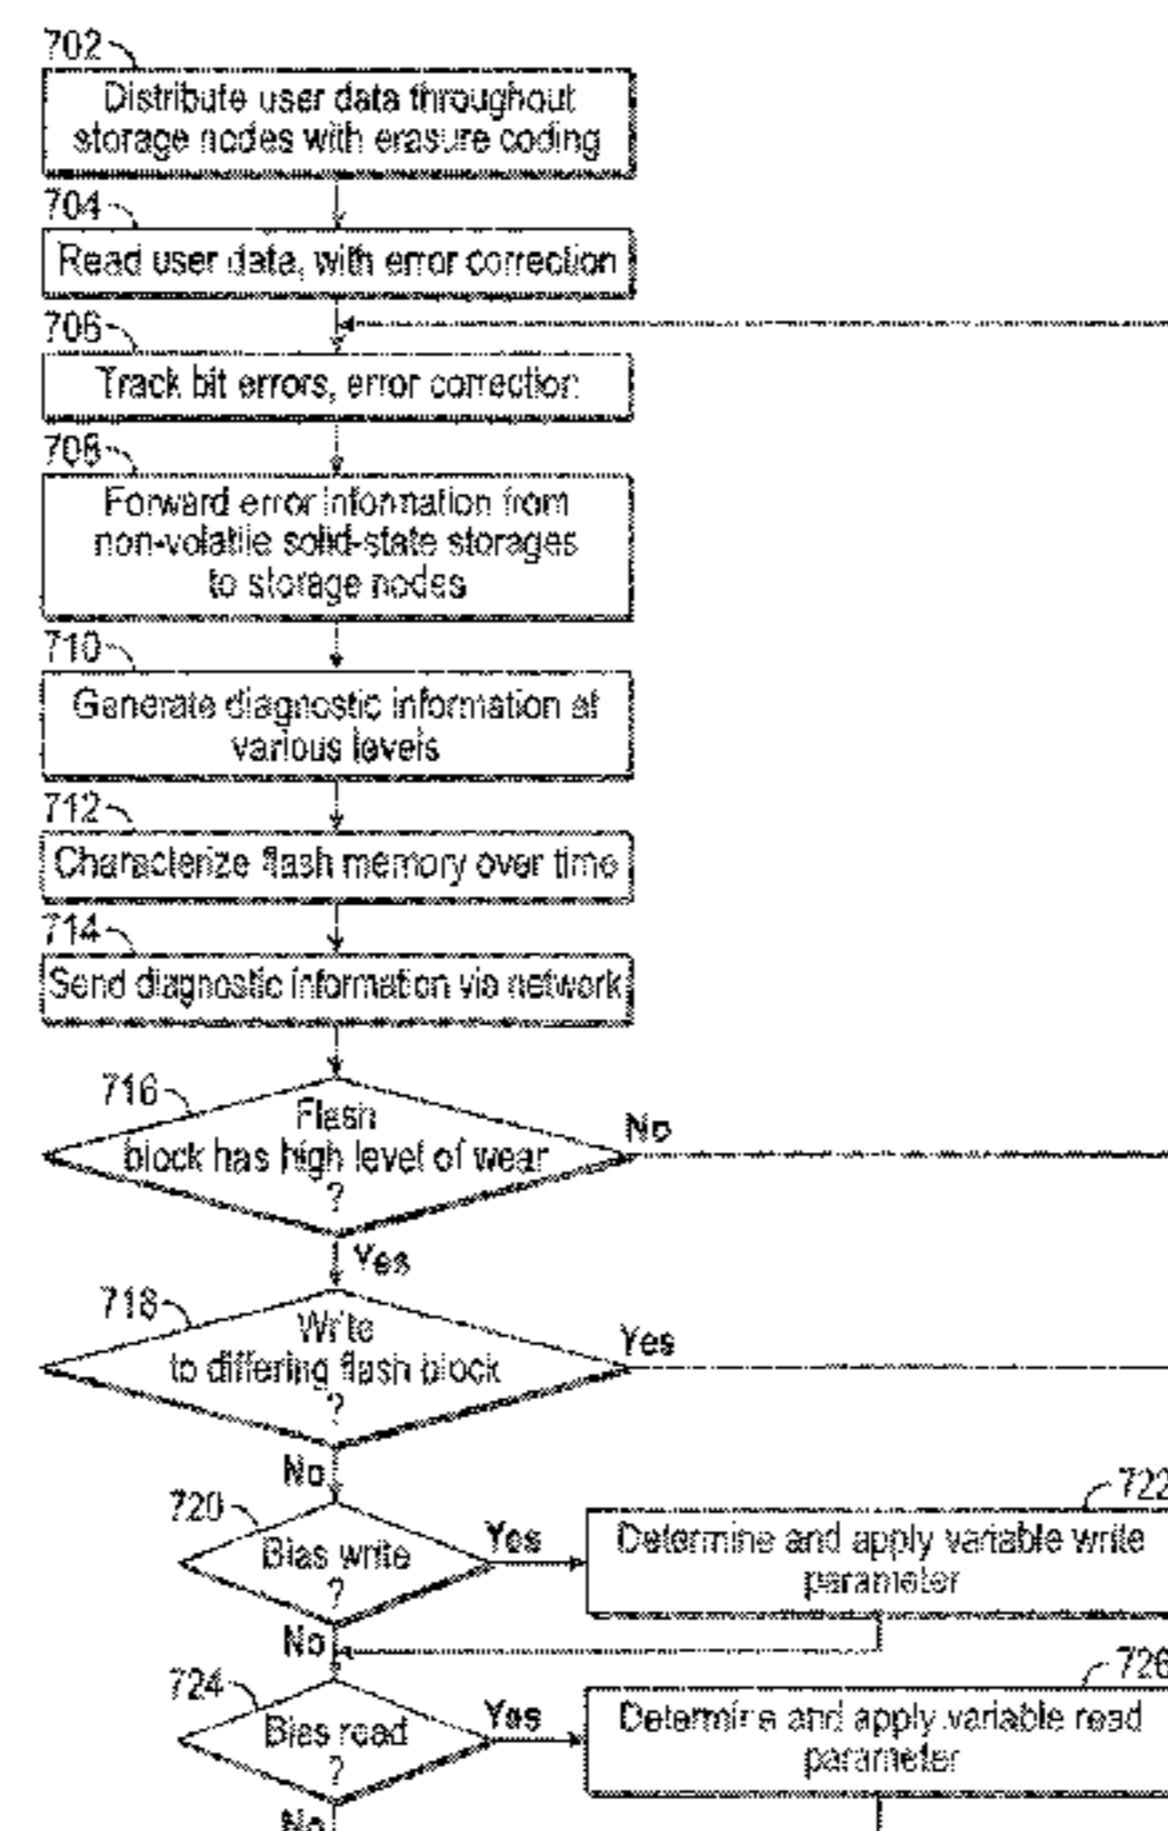 702
Distribute user data throughout
storage nodes with erasure coding
704
Read user data, with error correction
706
Track bit errors, error correction
708
Forward error information from
non-volatile solid-state storages
to storage nodes
710
Generate diagnostic information at
various levels
712
Characterize flash memory over time
714
Send diagnostic information via network
716
Flash
block has high level of wear
?
No
Yes
718
Write
to differing flash block
?
Yes
No
720
Bias write
?
Yes
722
Determine and apply variable write
parameter
No
724
Bias read
?
Yes
726
Determine and apply variable read
parameter
No